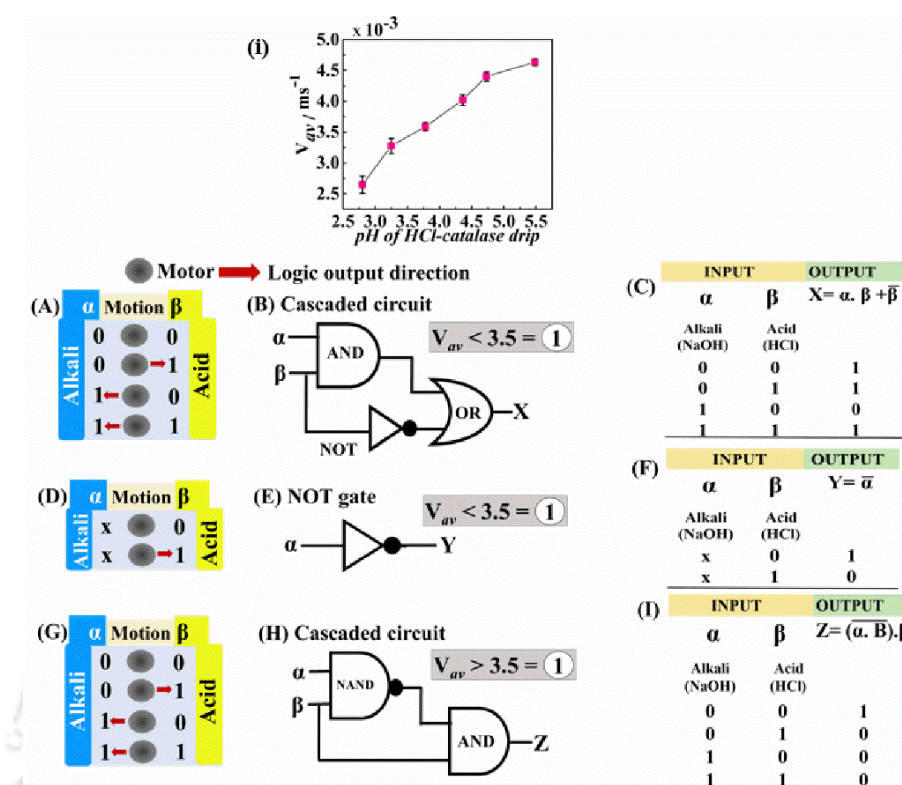 (i)
x 10⁻³
5.0
4.5
4.0
3.5
3.0
2.5
V_av / ms⁻¹
2.5 3.0 3.5 4.0 4.5 5.0 5.5
pH of HCl-catalase drip
Motor Logic output direction
(A) α Motion β
Alkali Acid
0 0
0 1
1 0
1 1
(B) Cascaded circuit
V_av < 3.5 = 1
α
β
AND
NOT
OR
X
(C) INPUT OUTPUT
α β X= α. β +β̅
Alkali (NaOH) Acid (HCl)
0 0 1
0 1 1
1 0 0
1 1 1
(D) α Motion β
Alkali Acid
x 0
x 1
(E) NOT gate
V_av < 3.5 = 1
α Y
(F) INPUT OUTPUT
α β Y= α̅
Alkali (NaOH) Acid (HCl)
x 0 1
x 1 0
(G) α Motion β
Alkali Acid
0 0
0 1
1 0
1 1
(H) Cascaded circuit
V_av > 3.5 = 1
α
β
NAND
AND
Z
(I) INPUT OUTPUT
α β Z= (α. B)̅.β
Alkali (NaOH) Acid (HCl)
0 0 1
0 1 0
1 0 0
1 1 0